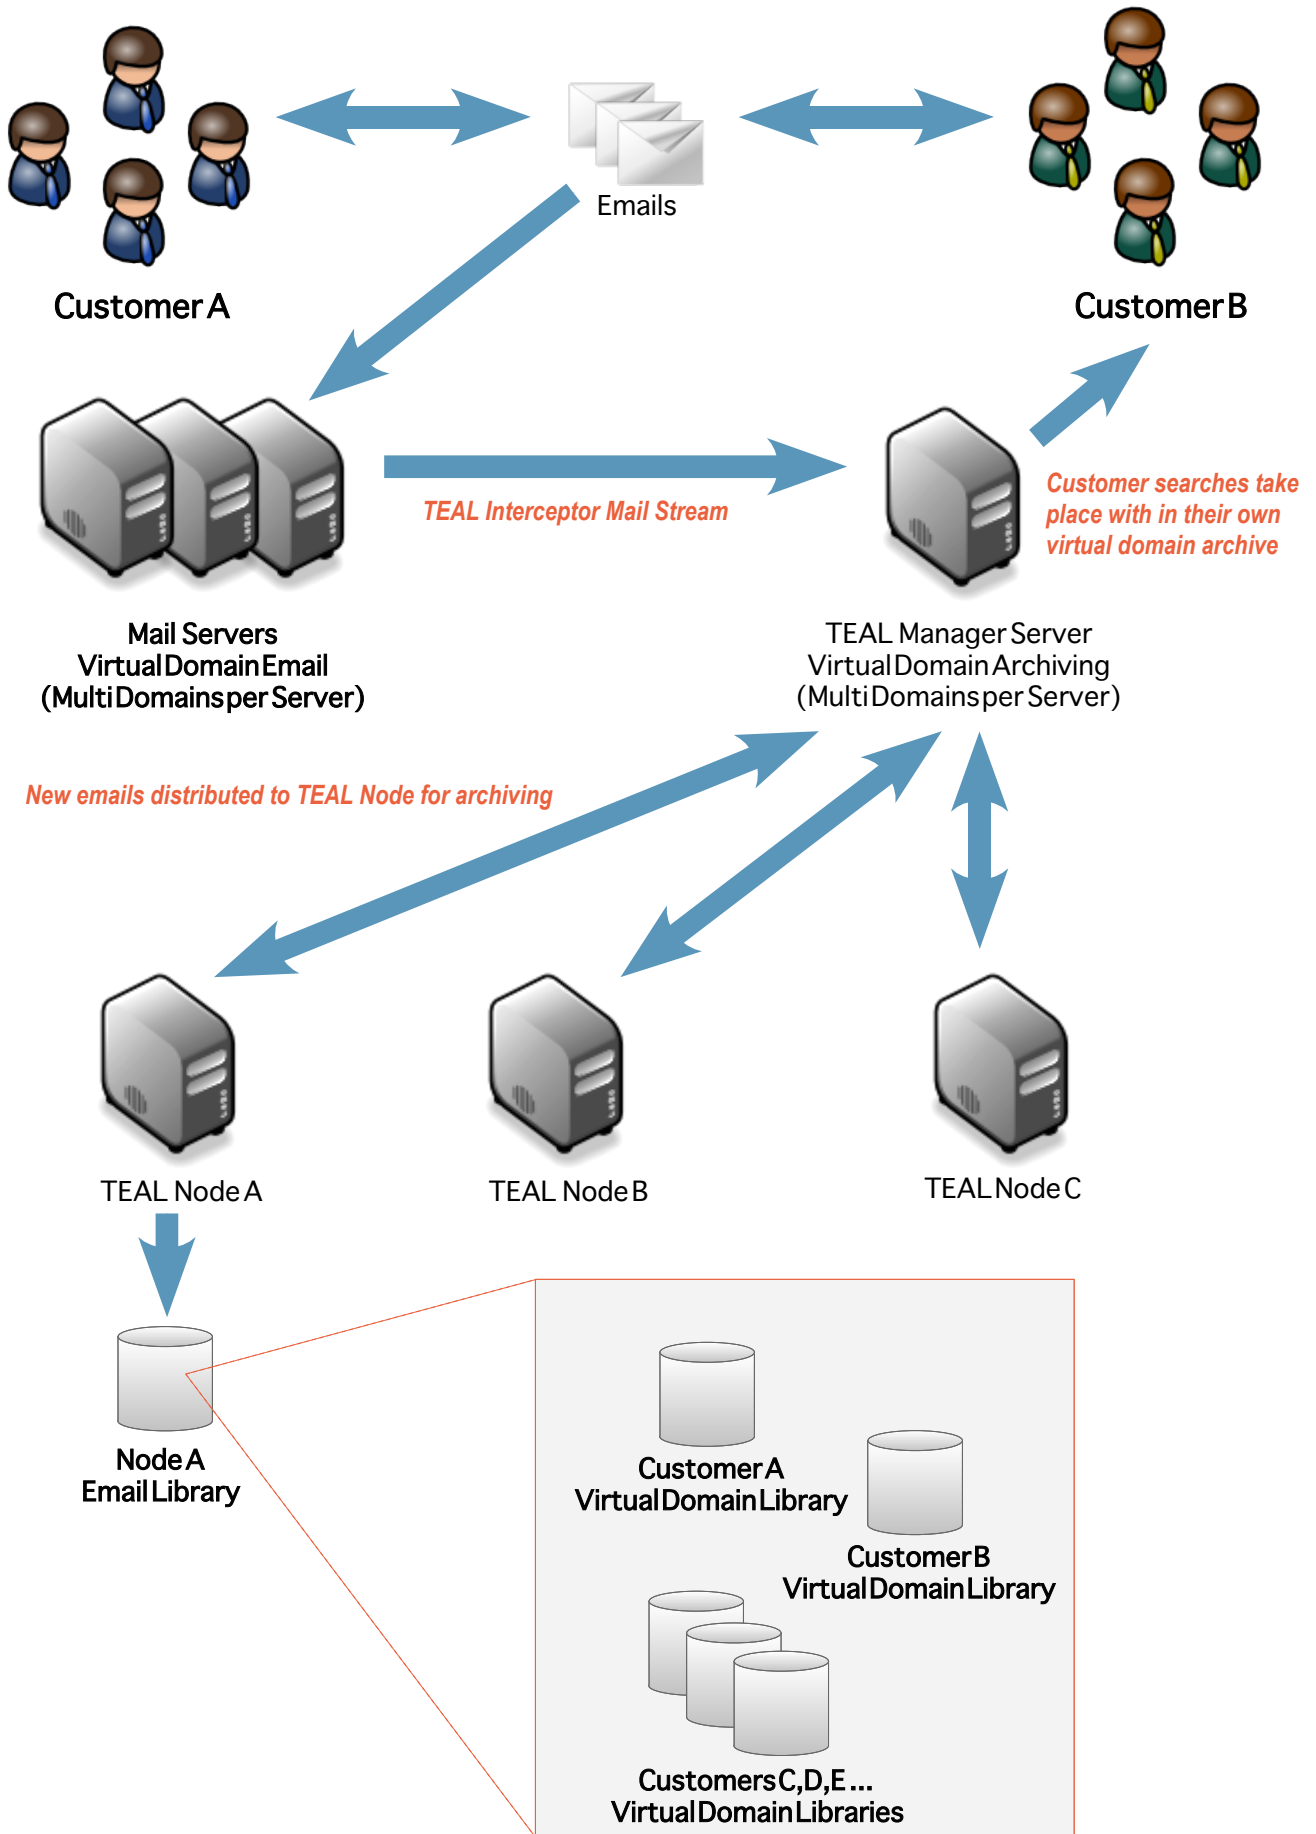 Emails
Customer A
Customer B
TEAL Interceptor Mail Stream
Customer searches take
place with in their own
virtual domain archive
Mail Servers
Virtual Domain Email
(Multi Domains per Server)
TEAL Manager Server
Virtual Domain Archiving
(Multi Domains per Server)
New emails distributed to TEAL Node for archiving
TEAL Node A
TEAL Node B
TEAL Node C
Node A
Email Library
Customer A
Virtual Domain Library
Customer B
Virtual Domain Library
Customers C,D,E ...
Virtual Domain Libraries